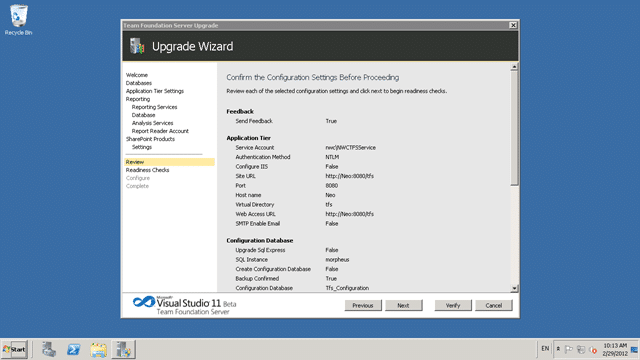 Recycle Bin
Team Foundation Server Upgrade
Upgrade Wizard
Welcome
Databases
Application Tier Settings
Reporting
Reporting Services
Database
Analysis Services
Report Reader Account
SharePoint Products
Settings
Review
Readiness Checks
Configure
Complete
Confirm the Configuration Settings Before Proceeding
Review each of the selected configuration settings and click next to begin readiness checks.
Feedback
Send Feedback True
Application Tier
Service Account nwc\NWCTFSService
Authentication Method NTLM
Configure IIS False
Site URL http://Neo:8080/tfs
Port 8080
Host name Neo
Virtual Directory tfs
Web Access URL http://Neo:8080/tfs
SMTP Enable Email False
Configuration Database
Upgrade Sql Express False
SQL Instance morpheus
Create Configuration Database False
Backup Confirmed True
Configuration Database Tfs_Configuration
Microsoft
Visual Studio 11 Beta
Team Foundation Server
Previous Next Verify Cancel
Start EN 10:13 AM
2/29/2012